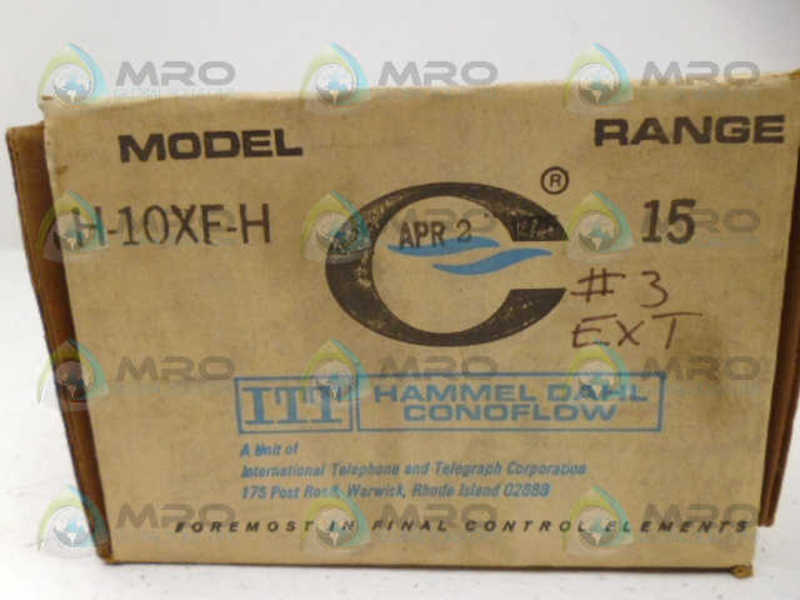 MODEL RANGE
H-10XF-H 15
®
APR 2
C
#3
EXT
ITT HAMMEL DAHL
CONOFLOW
A Unit of
International Telephone and Telegraph Corporation
175 Post Road, Warwick, Rhode Island 02888
FOREMOST IN FINAL CONTROL ELEMENTS
MRO